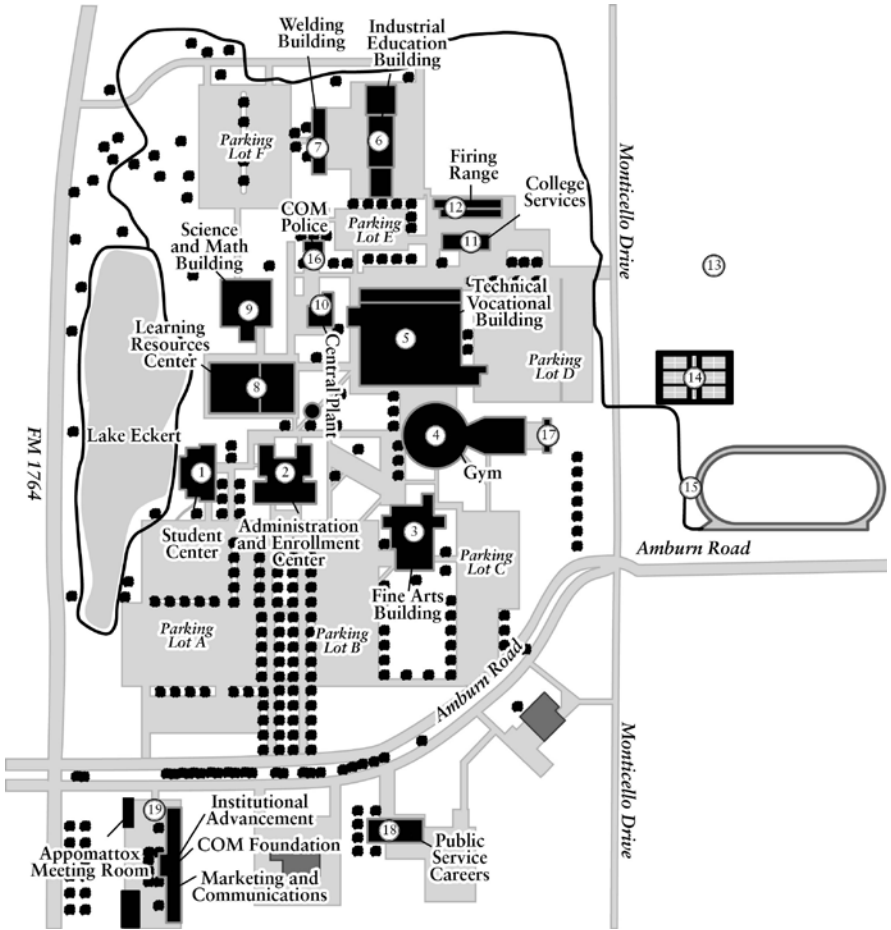 Welding
Building
Industrial
Education
Building
7
6
Parking
Lot F
Firing
Range
12
College
Services
11
COM
Police
16
Parking
Lot E
Science
and Math
Building
9
10
Central Plant
Technical
Vocational
Building
5
Monticello Drive
13
14
15
Learning
Resources
Center
8
Parking
Lot D
Lake Eckert
FM 1764
4
Gym
17
1
Student
Center
2
Administration
and Enrollment
Center
3
Fine Arts
Building
Parking
Lot C
Amburn Road
Parking
Lot A
Parking
Lot B
Amburn Road
Monticello Drive
19
Institutional
Advancement
COM Foundation
Marketing and
Communications
Appomattox
Meeting Room
18
Public
Service
Careers